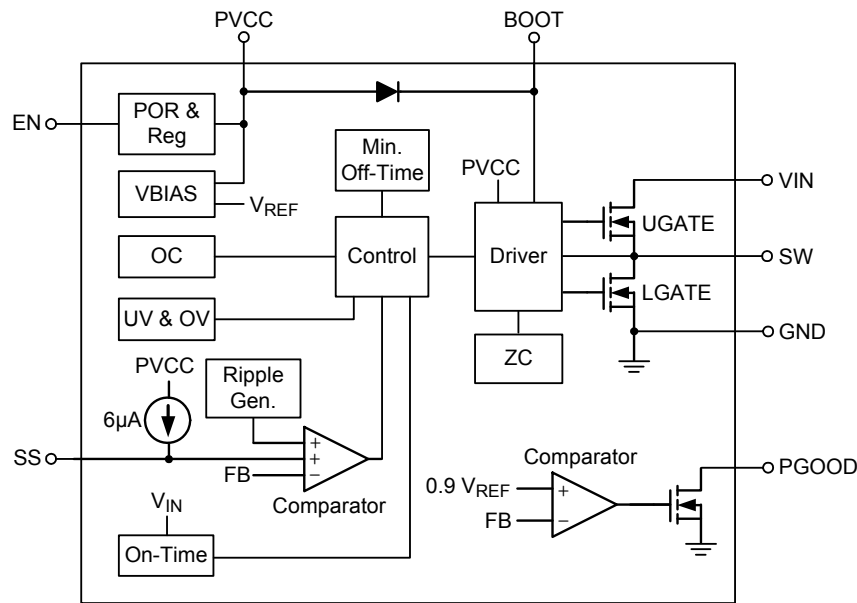 PVCC
BOOT
EN
POR &
Reg
Min.
Off-Time
VBIAS
VREF
PVCC
VIN
UGATE
OC
Control
Driver
SW
LGATE
UV & OV
GND
ZC
PVCC
Ripple
Gen.
6µA
SS
+
+
FB
−
Comparator
Comparator
0.9 VREF
+
FB
−
PGOOD
VIN
On-Time